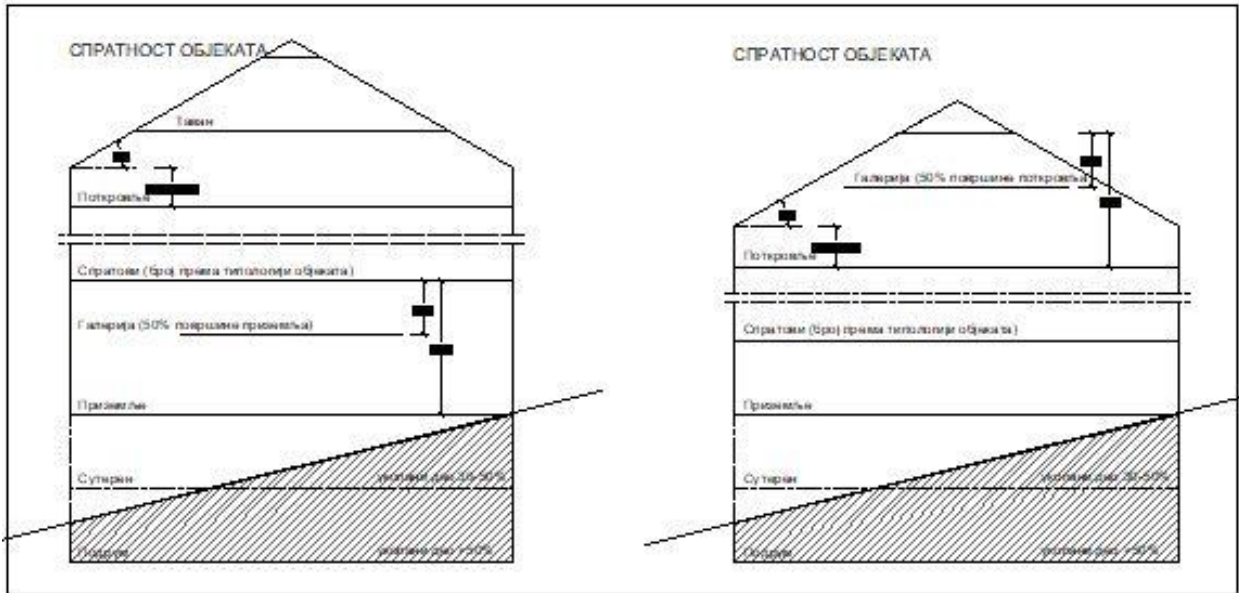 СПРАТНОСТ ОБЈЕКАТА
Таван
Поткровље
Спратови (број према типологији објеката)
Галерија (50% површине приземља)
Приземље
Сутерен укопани део 30-50%
Подрум укопани део >50%
СПРАТНОСТ ОБЈЕКАТА
Галерија (50% површине поткровља
Поткровље
Спратови (број према типологији објеката)
Приземље
Сутерен укопани део 30-50%
Подрум укопани део >50%